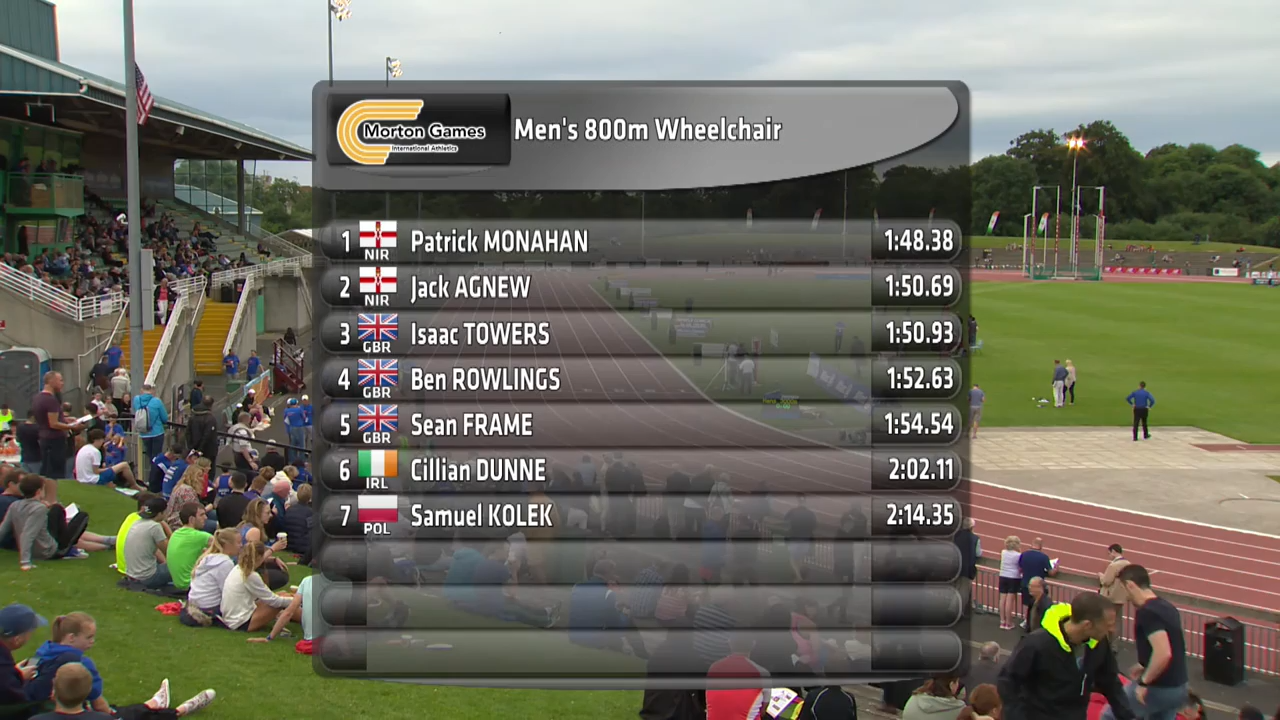 Morton Games
International Athletics
Men's 800m Wheelchair
1 NIR Patrick MONAHAN 1:48.38
2 NIR Jack AGNEW 1:50.69
3 GBR Isaac TOWERS 1:50.93
4 GBR Ben ROWLINGS 1:52.63
5 GBR Sean FRAME 1:54.54
6 IRL Cillian DUNNE 2:02.11
7 POL Samuel KOLEK 2:14.35